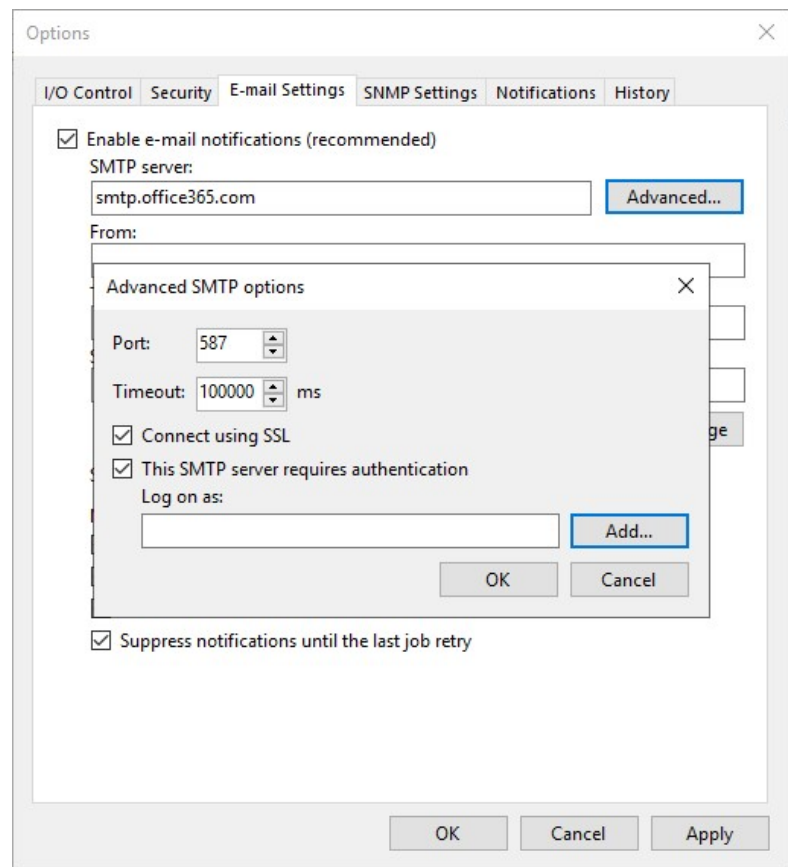 Options
I/O Control Security E-mail Settings SNMP Settings Notifications History
Enable e-mail notifications (recommended)
SMTP server:
smtp.office365.com Advanced...
From:
Advanced SMTP options
Port: 587
Timeout: 100000 ms
Connect using SSL
This SMTP server requires authentication
Log on as:
Add...
OK Cancel
Suppress notifications until the last job retry
OK Cancel Apply